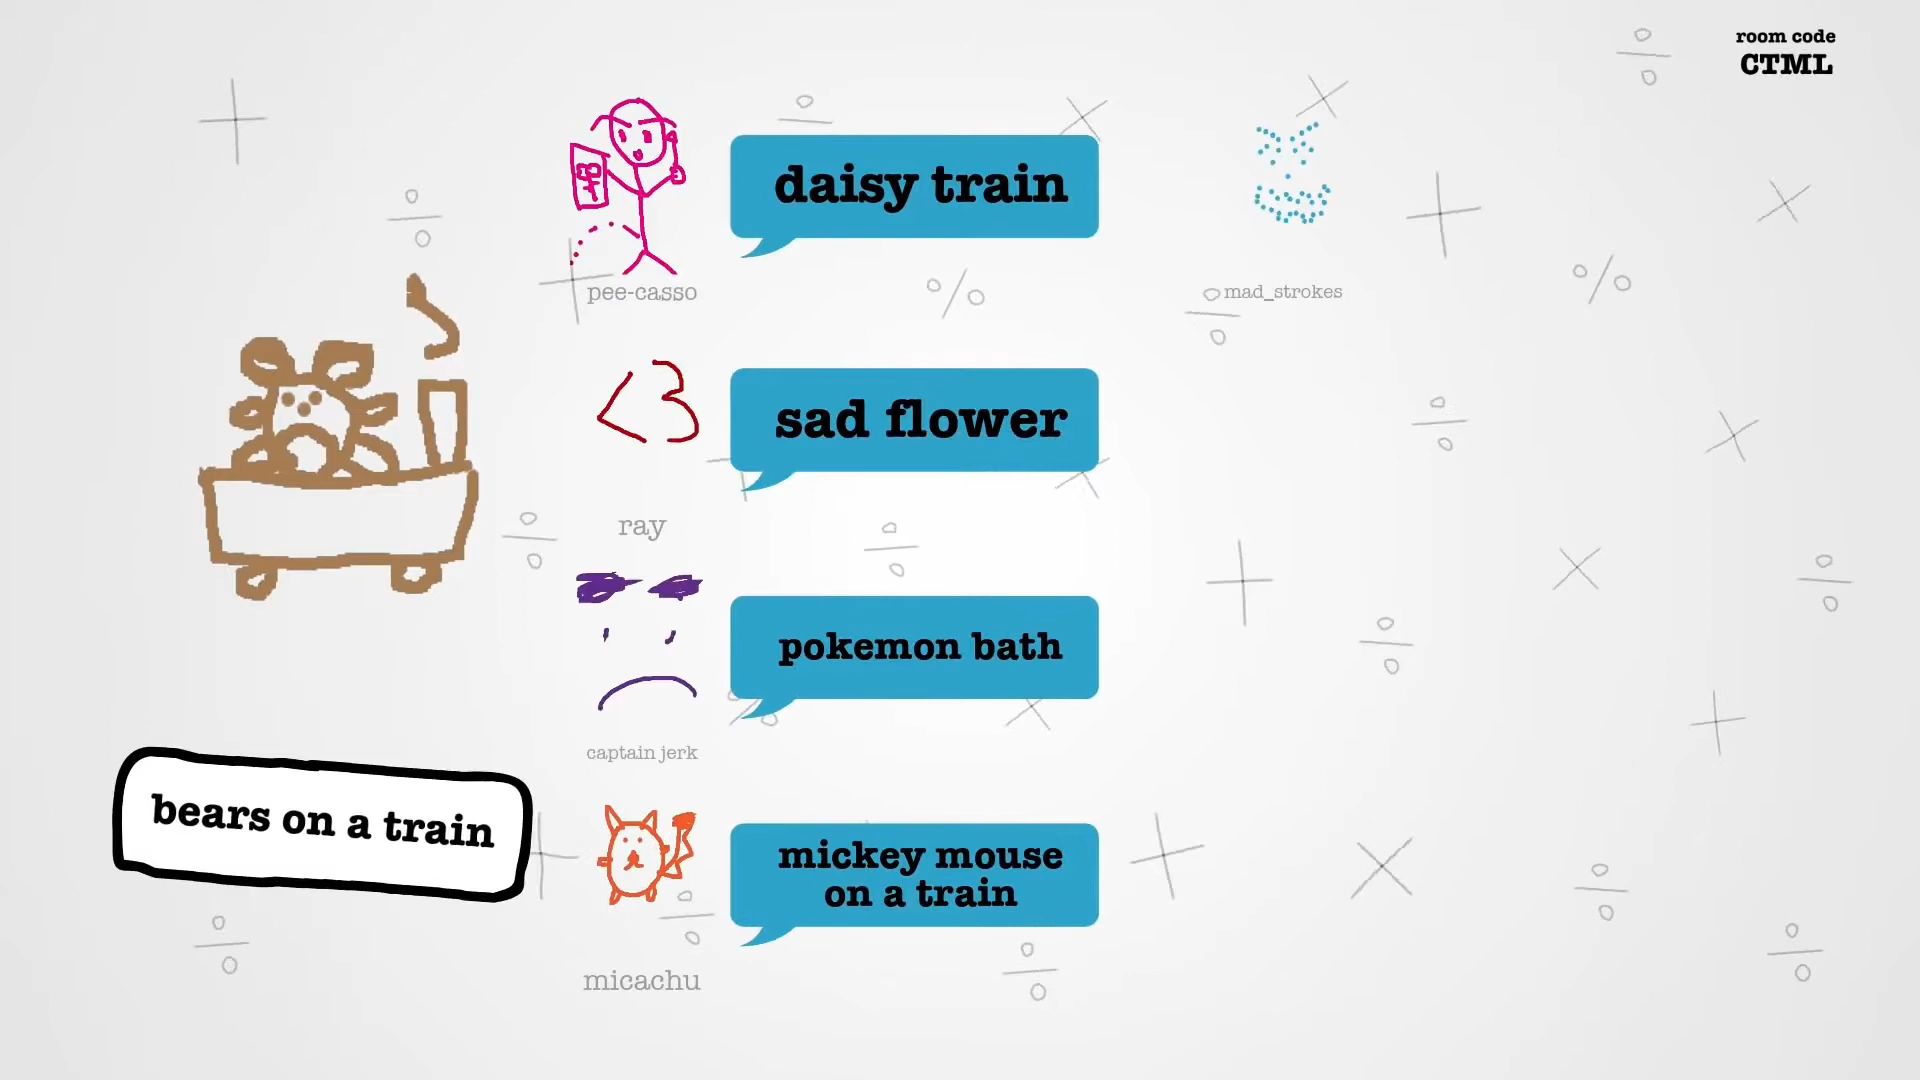 room code
CTML
daisy train
pee-casso
mad_strokes
sad flower
ray
pokemon bath
captain jerk
bears on a train
mickey mouse
on a train
micachu